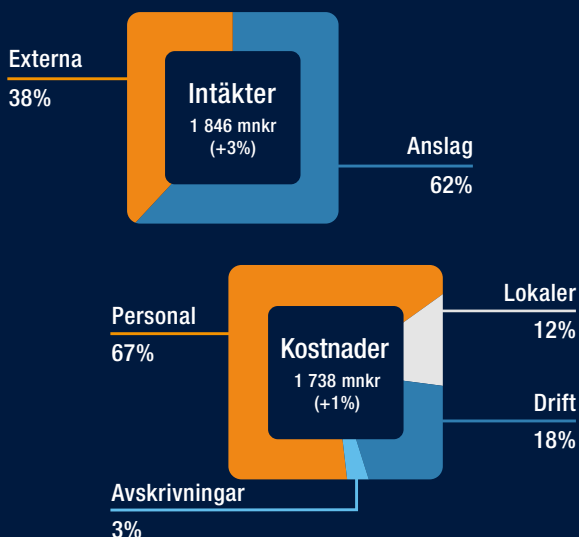 Externa
38%
Intäkter
1 846 mnkr
(+3%)
Anslag
62%
Personal
67%
Kostnader
1 738 mnkr
(+1%)
Lokaler
12%
Drift
18%
Avskrivningar
3%